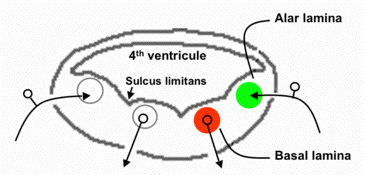 Alar lamina
4th ventricule
Sulcus limitans
Basal lamina